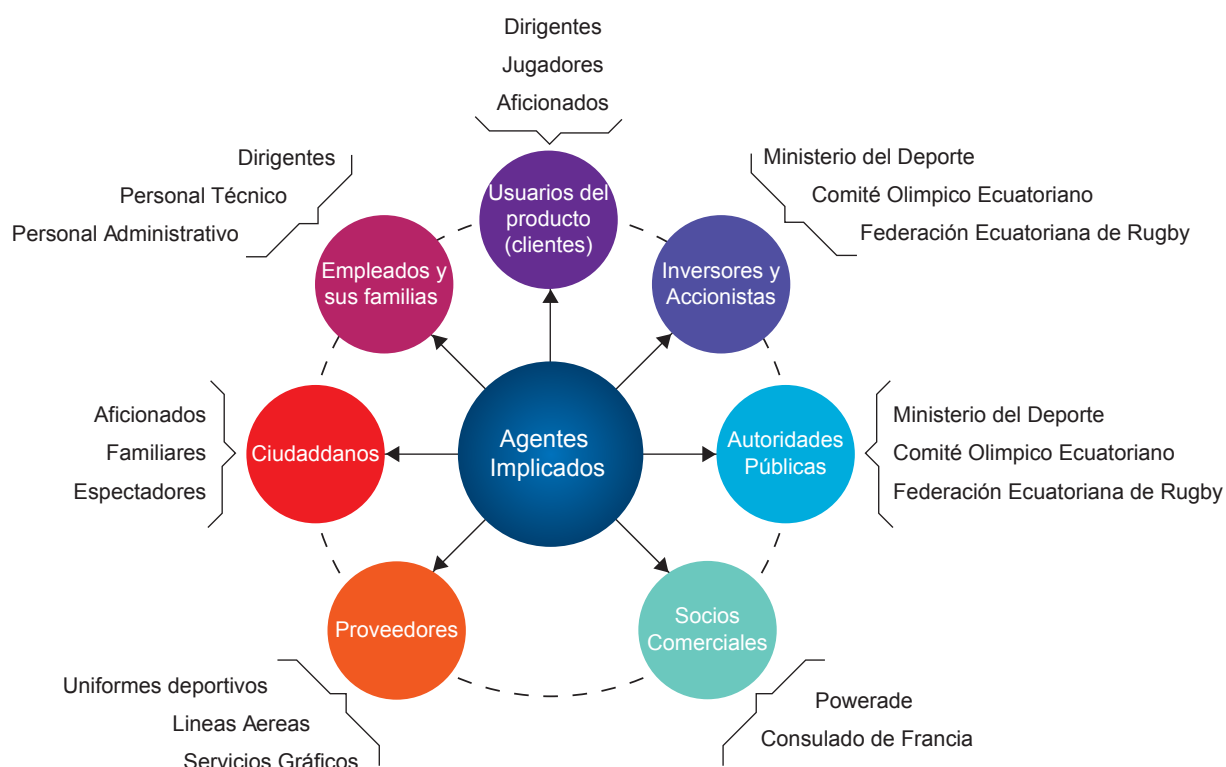 Dirigentes
Jugadores
Aficionados
Usuarios del
producto
(clientes)
Ministerio del Deporte
Comité Olimpico Ecuatoriano
Federación Ecuatoriana de Rugby
Inversores y
Accionistas
Ministerio del Deporte
Comité Olimpico Ecuatoriano
Federación Ecuatoriana de Rugby
Autoridades
Públicas
Socios
Comerciales
Powerade
Consulado de Francia
Proveedores
Uniformes deportivos
Lineas Aereas
Servicios Gráficos
Ciudaddanos
Aficionados
Familiares
Espectadores
Empleados y
sus familias
Dirigentes
Personal Técnico
Personal Administrativo
Agentes
Implicados